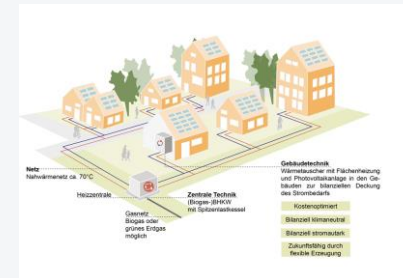 Netz
Nahwärmenetz ca. 70°C
Heizzentrale
Gasnetz
Biogas oder
grünes Erdgas
möglich
Zentrale Technik
(Biogas-)BHKW
mit Spitzenlastkessel
Gebäudetechnik
Wärmetauscher mit Flächenheizung
und Photovoltaikanlage in den Ge-
bäuden zur bilanziellen Deckung
des Strombedarfs
Kostenoptimiert
Bilanziell klimaneutral
Bilanziell stromautark
Zukunftsfähig durch
flexible Erzeugung